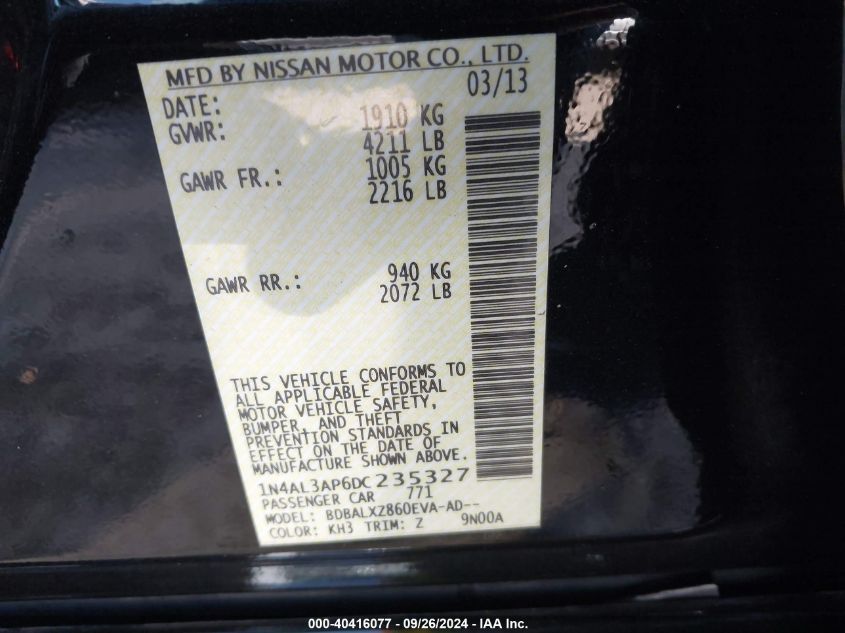 MFD BY NISSAN MOTOR CO., LTD.
DATE: 03/13
GVWR: 1910 KG
4211 LB
GAWR FR.: 1005 KG
2216 LB
GAWR RR.: 940 KG
2072 LB
THIS VEHICLE CONFORMS TO
ALL APPLICABLE FEDERAL
MOTOR VEHICLE SAFETY,
BUMPER, AND THEFT
PREVENTION STANDARDS IN
EFFECT ON THE DATE OF
MANUFACTURE SHOWN ABOVE.
1N4AL3AP6DC235327
PASSENGER CAR 771
MODEL: BDBALXZ860EVA-AD--
COLOR: KH3 TRIM: Z 9N00A
000-40416077 - 09/26/2024 - IAA Inc.